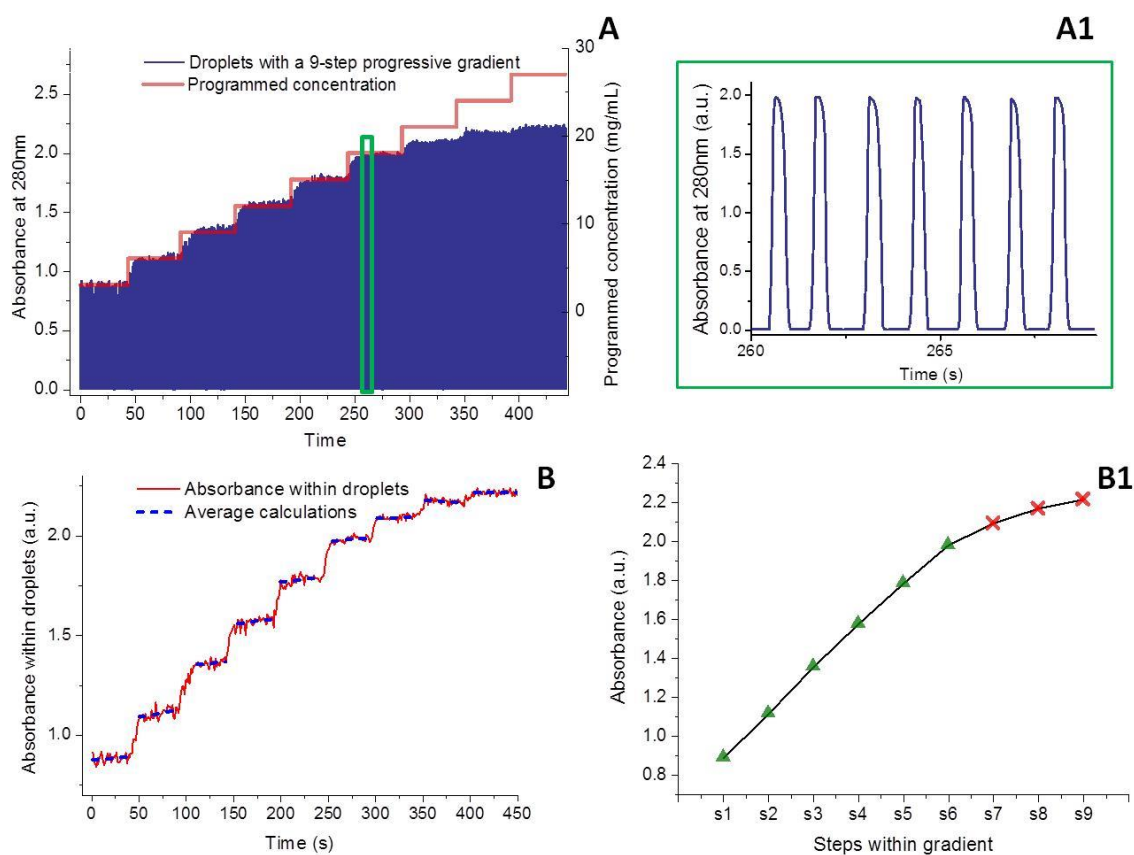 A
Droplets with a 9-step progressive gradient
Programmed concentration
Absorbance at 280nm
2.5
2.0
1.5
1.0
0.5
0.0
30
20
10
0
Programmed concentration (mg/mL)
0 50 100 150 200 250 300 350 400
Time
A1
Absorbance at 280nm (a.u.)
2.0
1.5
1.0
0.5
0.0
260 265
Time (s)
B
Absorbance within droplets
Average calculations
Absorbance within droplets (a.u.)
2.0
1.5
1.0
0 50 100 150 200 250 300 350 400 450
Time (s)
B1
Absorbance (a.u.)
2.4
2.2
2.0
1.8
1.6
1.4
1.2
1.0
0.8
s1 s2 s3 s4 s5 s6 s7 s8 s9
Steps within gradient